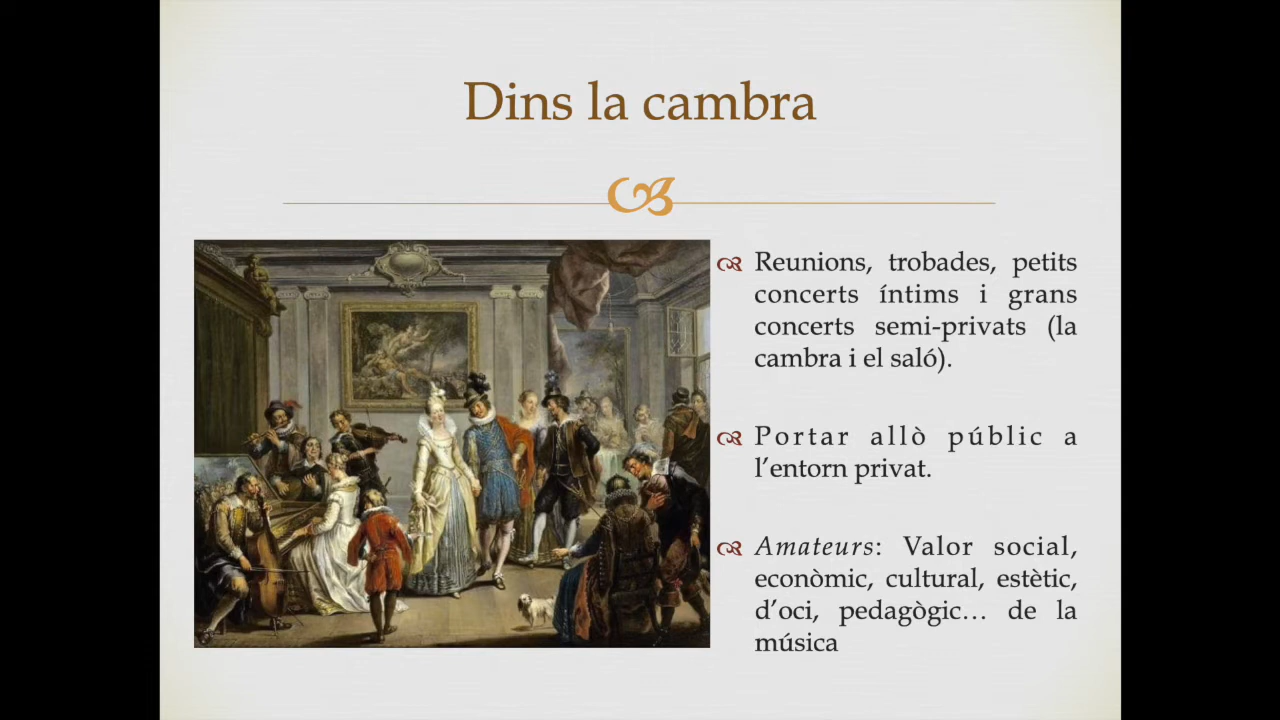 Dins la cambra
Reunions, trobades, petits
concerts íntims i grans
concerts semi-privats (la
cambra i el saló).
Portar allò públic a
l’entorn privat.
Amateurs: Valor social,
econòmic, cultural, estètic,
d’oci, pedagògic… de la
música